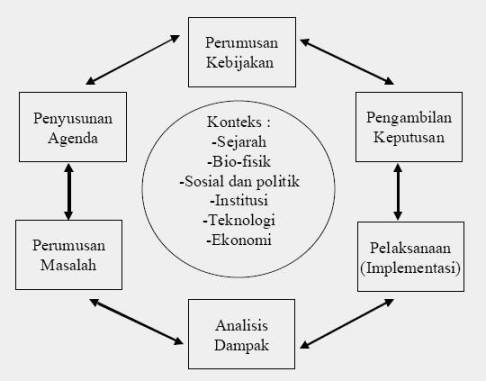 Perumusan
Kebijakan
Penyusunan
Agenda
Konteks :
-Sejarah
-Bio-fisik
-Sosial dan politik
-Institusi
-Teknologi
-Ekonomi
Pengambilan
Keputusan
Perumusan
Masalah
Pelaksanaan
(Implementasi)
Analisis
Dampak